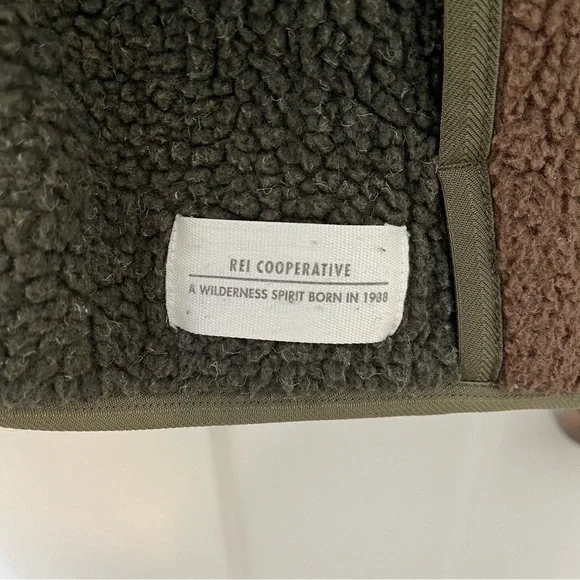 REI COOPERATIVE
A WILDERNESS SPIRIT BORN IN 1938